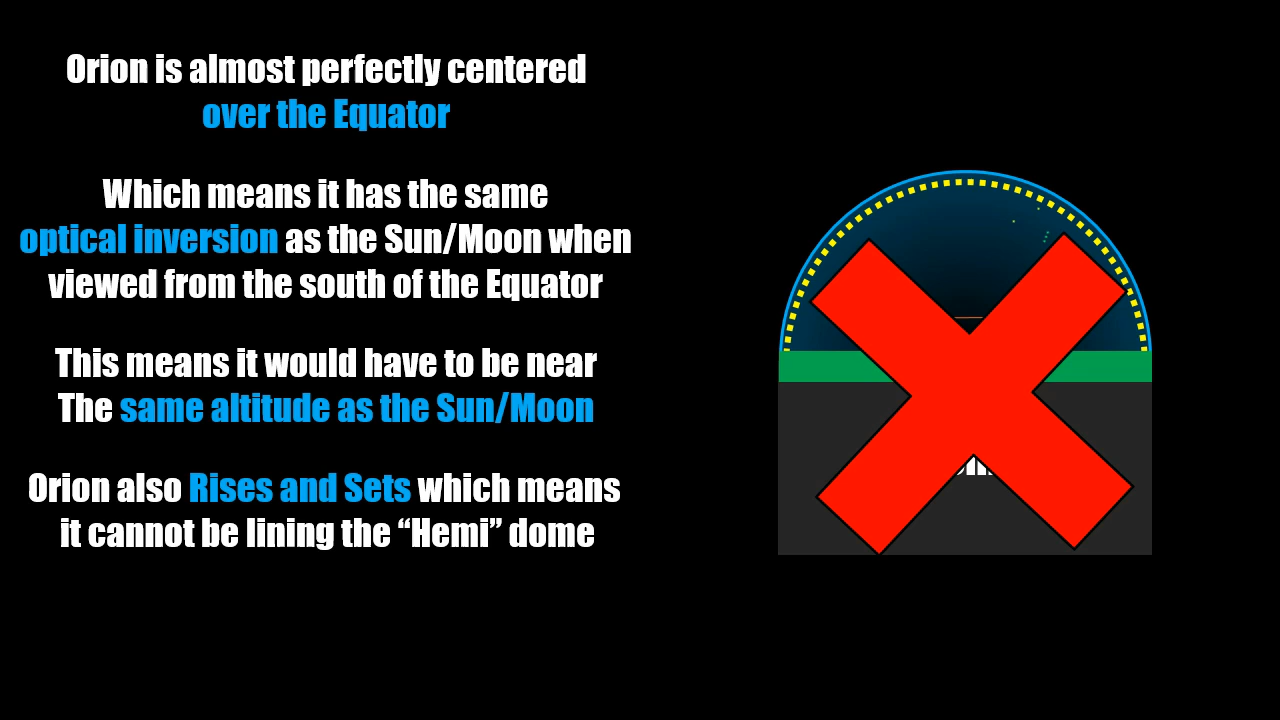 Orion is almost perfectly centered
over the Equator
Which means it has the same
optical inversion as the Sun/Moon when
viewed from the south of the Equator
This means it would have to be near
The same altitude as the Sun/Moon
Orion also Rises and Sets which means
it cannot be lining the “Hemi” dome